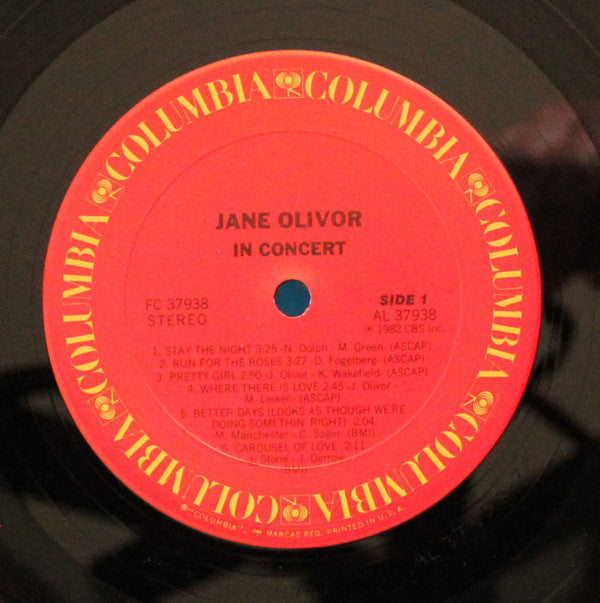 COLUMBIA COLUMBIA COLUMBIA COLUMBIA COLUMBIA COLUMBIA COLUMBIA COLUMBIA
JANE OLIVOR
IN CONCERT
FC 37938
STEREO
SIDE 1
AL 37938
℗ 1982 CBS Inc.
1. STAY THE NIGHT 3:25 -N. Dolph - M. Green- (ASCAP)
2. RUN FOR THE ROSES 3:27 -D. Fogelberg- (ASCAP)
3. PRETTY GIRL 2:50 -J. Olivor - K. Wakefield- (ASCAP)
4. WHERE THERE IS LOVE 2:45 -J. Olivor -
M. Leiken- (ASCAP)
5. BETTER DAYS (LOOKS AS THOUGH WE'RE
DOING SOMETHIN' RIGHT) 2:04
-M. Manchester - C. Sager- (BMI)
6. CAROUSEL OF LOVE 2:11
-J. Stone - J. Darrow-
(BMI)
"COLUMBIA", MARCAS REG. PRINTED IN U.S.A.